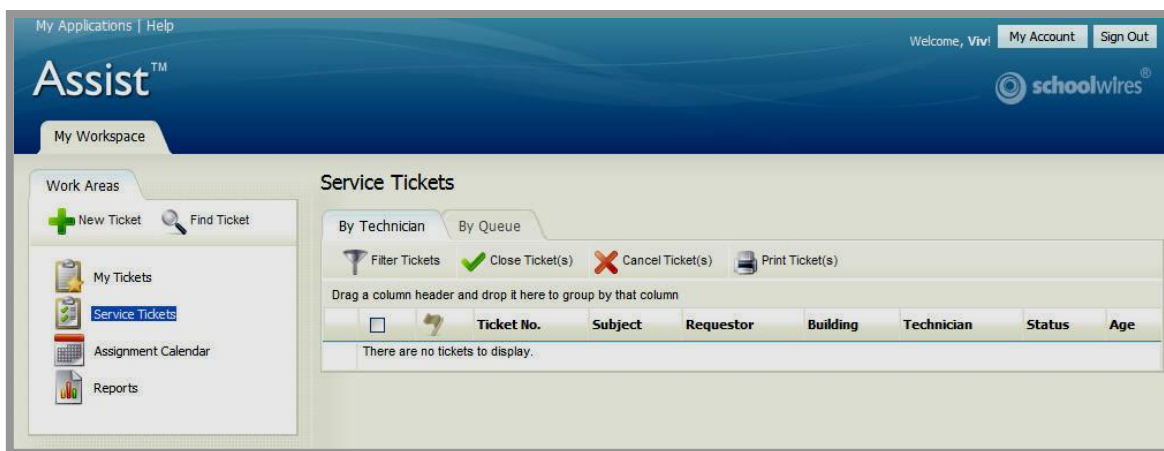 My Applications | Help
Welcome, Viv! My Account Sign Out
Assist™
schoolwires®
My Workspace
Work Areas
New Ticket Find Ticket
My Tickets
Service Tickets
Assignment Calendar
Reports
Service Tickets
By Technician By Queue
Filter Tickets Close Ticket(s) Cancel Ticket(s) Print Ticket(s)
Drag a column header and drop it here to group by that column
Ticket No. Subject Requestor Building Technician Status Age
There are no tickets to display.